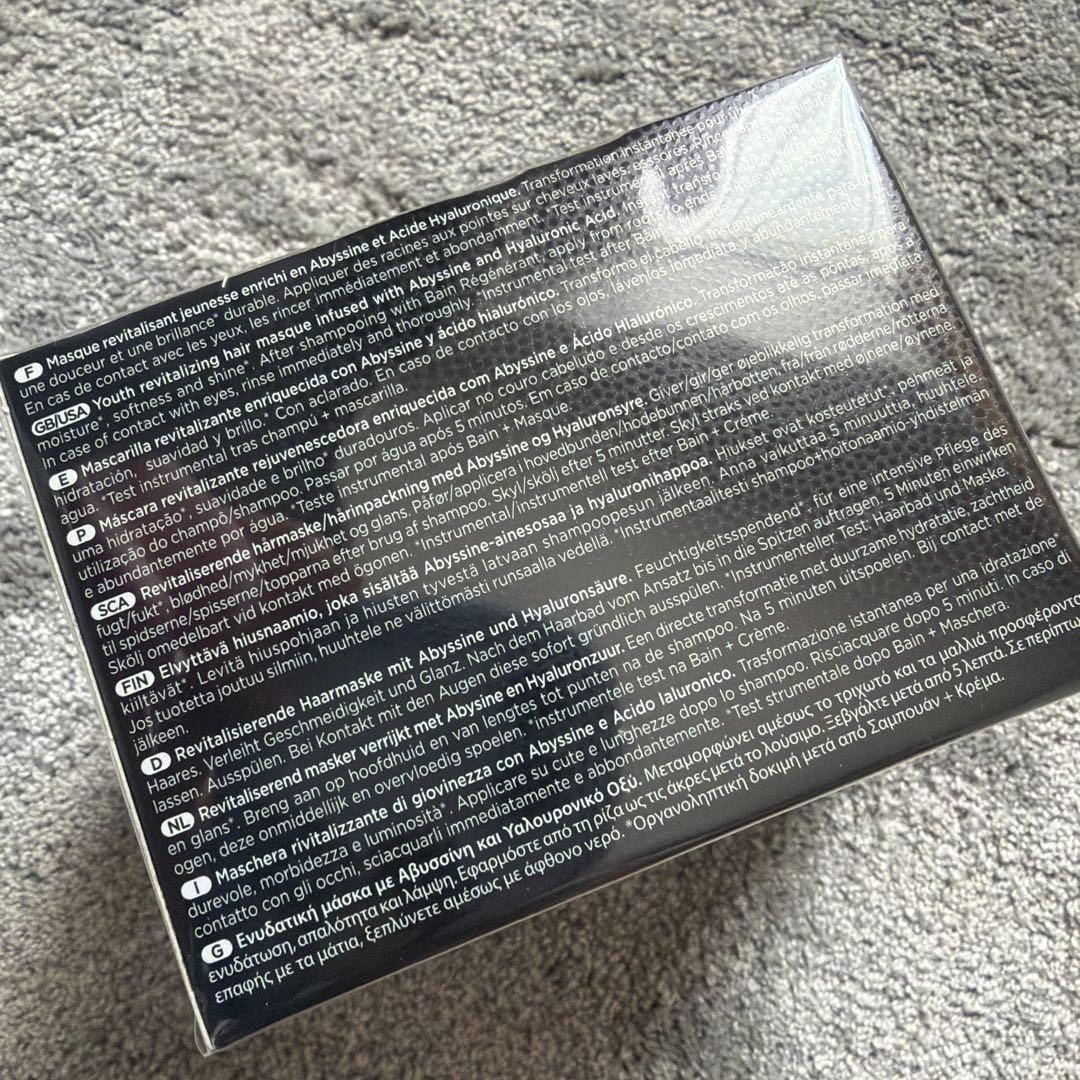 F Masque revitalisant jeunesse enrichi en Abyssine et Acide Hyaluronique. Transformation instantanée pour
une douceur et une brillance* durable. Appliquer des racines aux pointes sur cheveux lavés, essorés. Rincer après 5 minutes.
En cas de contact avec les yeux, les rincer immédiatement et abondamment. *Test instrumental après Bain
GB/USA Youth revitalizing hair masque infused with Abyssine and Hyaluronic Acid. Instant transformation with
moisture*, softness and shine*. After shampooing with Bain Régénérant, apply from roots to ends. Rinse after 5 minutes.
In case of contact with eyes, rinse immediately and thoroughly. *Instrumental test after Bain
E Mascarilla revitalizante enriquecida con Abyssine y ácido hialurónico. Transforma el cabello instantáneamente para
hidratación*, suavidad y brillo*. Con aclarado. En caso de contacto con los ojos, lávenlos inmediata y abundantemente con
agua. *Test instrumental tras champú + mascarilla.
P Máscara revitalizante rejuvenescedora enriquecida com Abyssine e Acido Hialurónico. Transformação instantânea para
uma hidratação*, suavidade e brilho* duradouros. Aplicar no couro cabeludo e desde os crescimentos até às pontas, após a
utilização do champô/shampoo. Passar por água após 5 minutos. Em caso de contacto/contato com os olhos, passar imediata
e abundantemente por água. *Teste instrumental após Bain + Masque.
SCA Revitaliserende hårmaske/hårinpackning med Abyssine og Hyaluronsyre. Giver/gir/ger øjeblikkelig transformation med
fugt/fukt*, blødhed/mykhet/mjukhet og glans. Påfør/applicera i hovedbunden/hodebunnen/hårbotten, fra/från rødderne/røttene
til spidserne/spisserne/topparna efter brug af shampoo. Skyl/skölj efter 5 minutter. Skyl straks ved kontakt med øjnene/øynene.
Skölj omedelbart vid kontakt med ögonen. *Instrumental/instrumentell test efter Bain + Crème.
FIN Elvyttävä hiusnaamio, joka sisältää Abyssine-ainesosaa ja hyaluronihappoa. Hiukset ovat kosteutetut*, pehmeät ja
kiiltävät*. Levitä hiuspohjaan ja hiusten tyvestä latvaan shampoopesun jälkeen. Anna vaikuttaa 5 minuuttia, huuhtele.
Jos tuotetta joutuu silmiin, huuhtele ne välittömästi runsaalla vedellä. *Instrumentaalitesti shampoo-hoitonaamio-yhdistelmän
jälkeen.
D Revitalisierende Haarmaske mit Abyssine und Hyaluronsäure. Feuchtigkeitsspendend* für eine intensive Pflege des
Haares. Verleiht Geschmeidigkeit und Glanz. Nach dem Haarbad vom Ansatz bis in die Spitzen auftragen. 5 Minuten einwirken
lassen. Ausspülen. Bei Kontakt mit den Augen diese sofort gründlich ausspülen. *Instrumenteller Test: Haarbad und Maske.
NL Revitaliserend masker verrijkt met Abysine en Hyaluronzuur. Een directe transformatie met duurzame hydratatie, zachtheid
en glans*. Breng aan op hoofdhuid en van lengtes tot punten na de shampoo. Na 5 minuten uitspoelen. Bij contact met de
ogen, deze onmiddellijk en overvloedig spoelen. *instrumentele test na Bain + Crème.
I Maschera rivitalizzante di giovinezza con Abyssine e Acido Ialuronico. Trasformazione istantanea per una idratazione*
durevole, morbidezza e luminosità*. Applicare su cute e lunghezze dopo lo shampoo. Risciacquare dopo 5 minuti. In caso di
contatto con gli occhi, sciacquarli immediatamente e abbondantemente. *Test strumentale dopo Bain + Maschera.
G Ενυδατική μάσκα με Αβυσσίνη και Υαλουρονικό Οξύ. Μεταμορφώνει αμέσως το τριχωτό και τα μαλλιά προσφέροντας
ενυδάτωση, απαλότητα και λάμψη. Εφαρμόστε από τη ρίζα ως τις άκρες μετά το λούσιμο. Ξεβγάλτε μετά από 5 λεπτά. Σε περίπτωση
επαφής με τα μάτια, ξεπλύνετε αμέσως με άφθονο νερό. *Οργανοληπτική δοκιμή μετά από Σαμπουάν + Κρέμα.